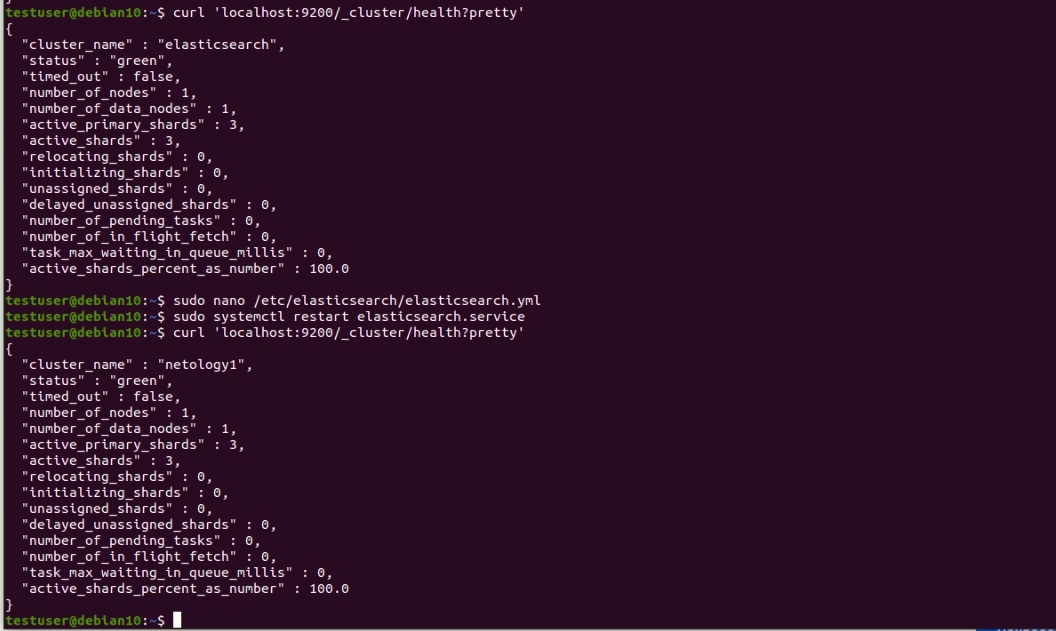 testuser@debian10:~$ curl 'localhost:9200/_cluster/health?pretty'
{
  "cluster_name" : "elasticsearch",
  "status" : "green",
  "timed_out" : false,
  "number_of_nodes" : 1,
  "number_of_data_nodes" : 1,
  "active_primary_shards" : 3,
  "active_shards" : 3,
  "relocating_shards" : 0,
  "initializing_shards" : 0,
  "unassigned_shards" : 0,
  "delayed_unassigned_shards" : 0,
  "number_of_pending_tasks" : 0,
  "number_of_in_flight_fetch" : 0,
  "task_max_waiting_in_queue_millis" : 0,
  "active_shards_percent_as_number" : 100.0
}
testuser@debian10:~$ sudo nano /etc/elasticsearch/elasticsearch.yml
testuser@debian10:~$ sudo systemctl restart elasticsearch.service
testuser@debian10:~$ curl 'localhost:9200/_cluster/health?pretty'
{
  "cluster_name" : "netology1",
  "status" : "green",
  "timed_out" : false,
  "number_of_nodes" : 1,
  "number_of_data_nodes" : 1,
  "active_primary_shards" : 3,
  "active_shards" : 3,
  "relocating_shards" : 0,
  "initializing_shards" : 0,
  "unassigned_shards" : 0,
  "delayed_unassigned_shards" : 0,
  "number_of_pending_tasks" : 0,
  "number_of_in_flight_fetch" : 0,
  "task_max_waiting_in_queue_millis" : 0,
  "active_shards_percent_as_number" : 100.0
}
testuser@debian10:~$